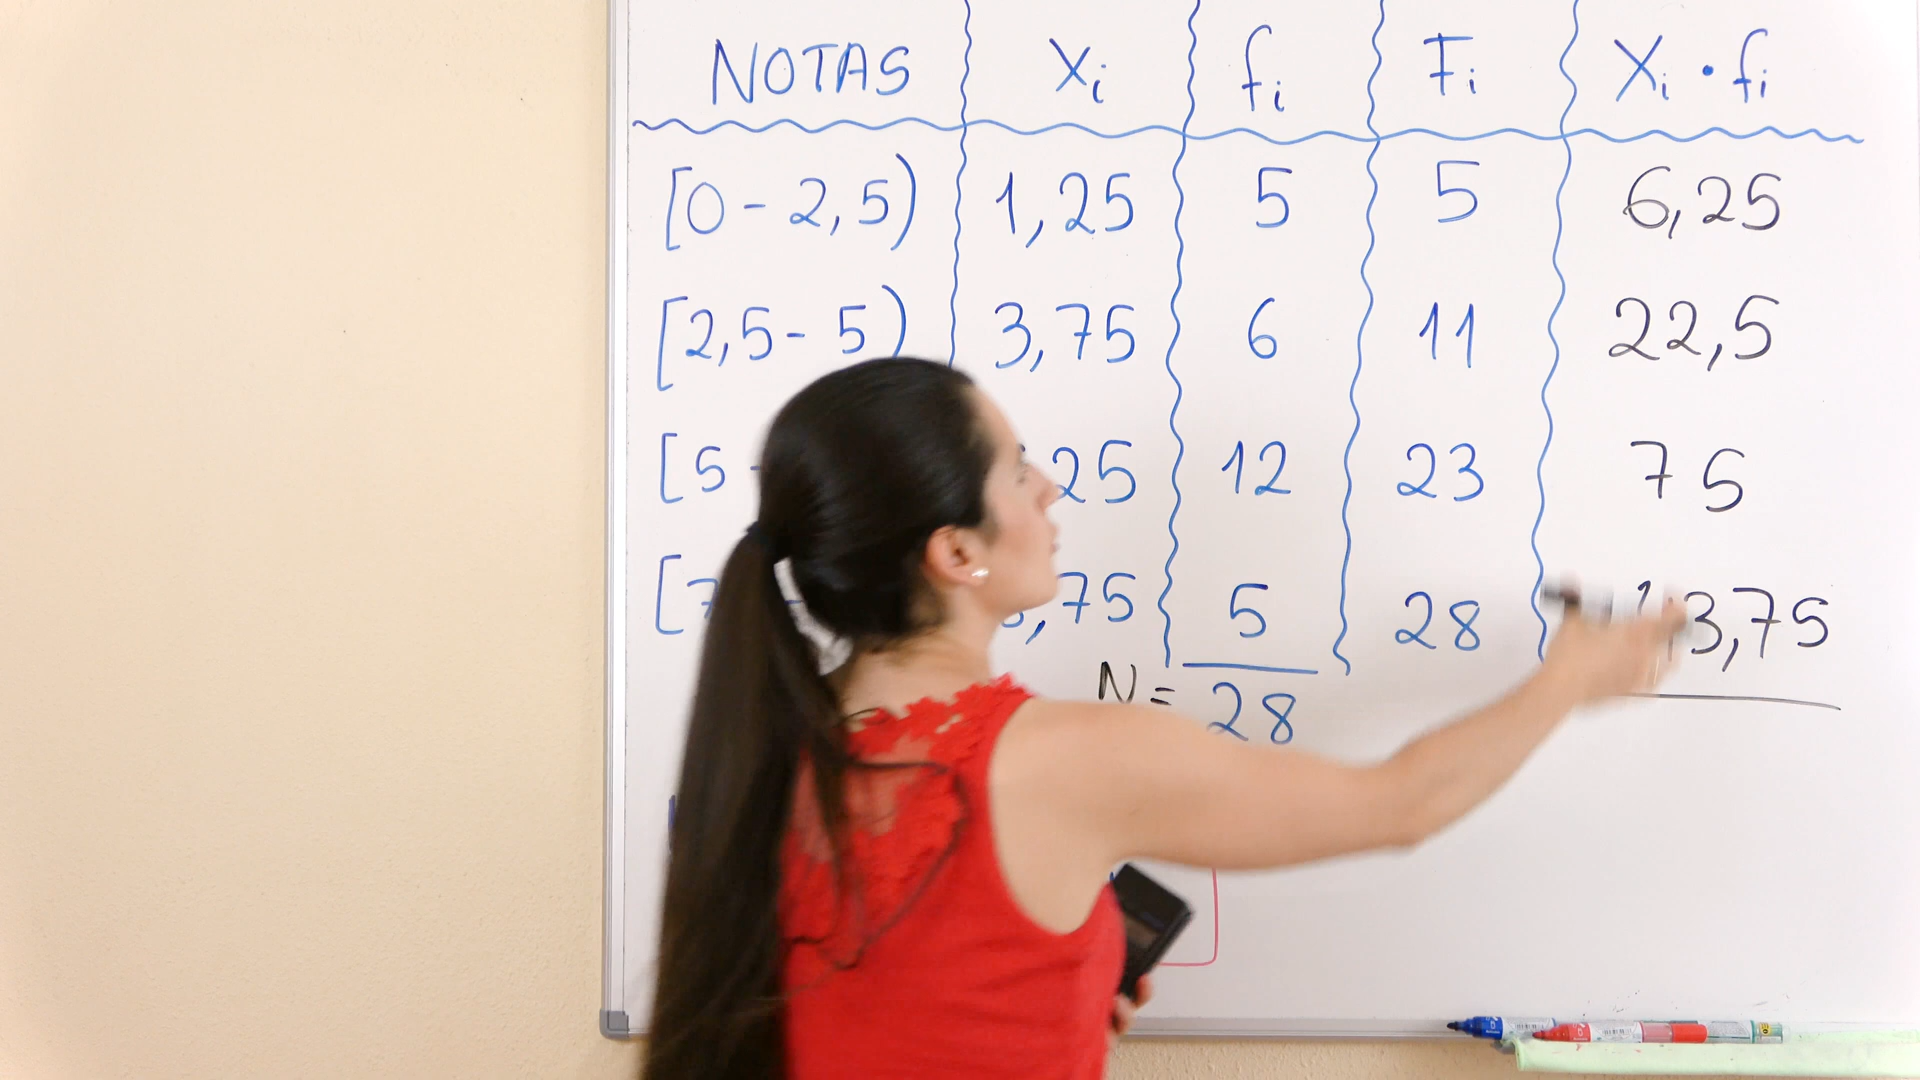 NOTAS Xi fi Fi Xi · fi
[0 - 2,5) 1,25 5 5 6,25
[2,5 - 5) 3,75 6 11 22,5
[5 - 25 12 23 75
[7 ,75 5 28 3,75
N = 28